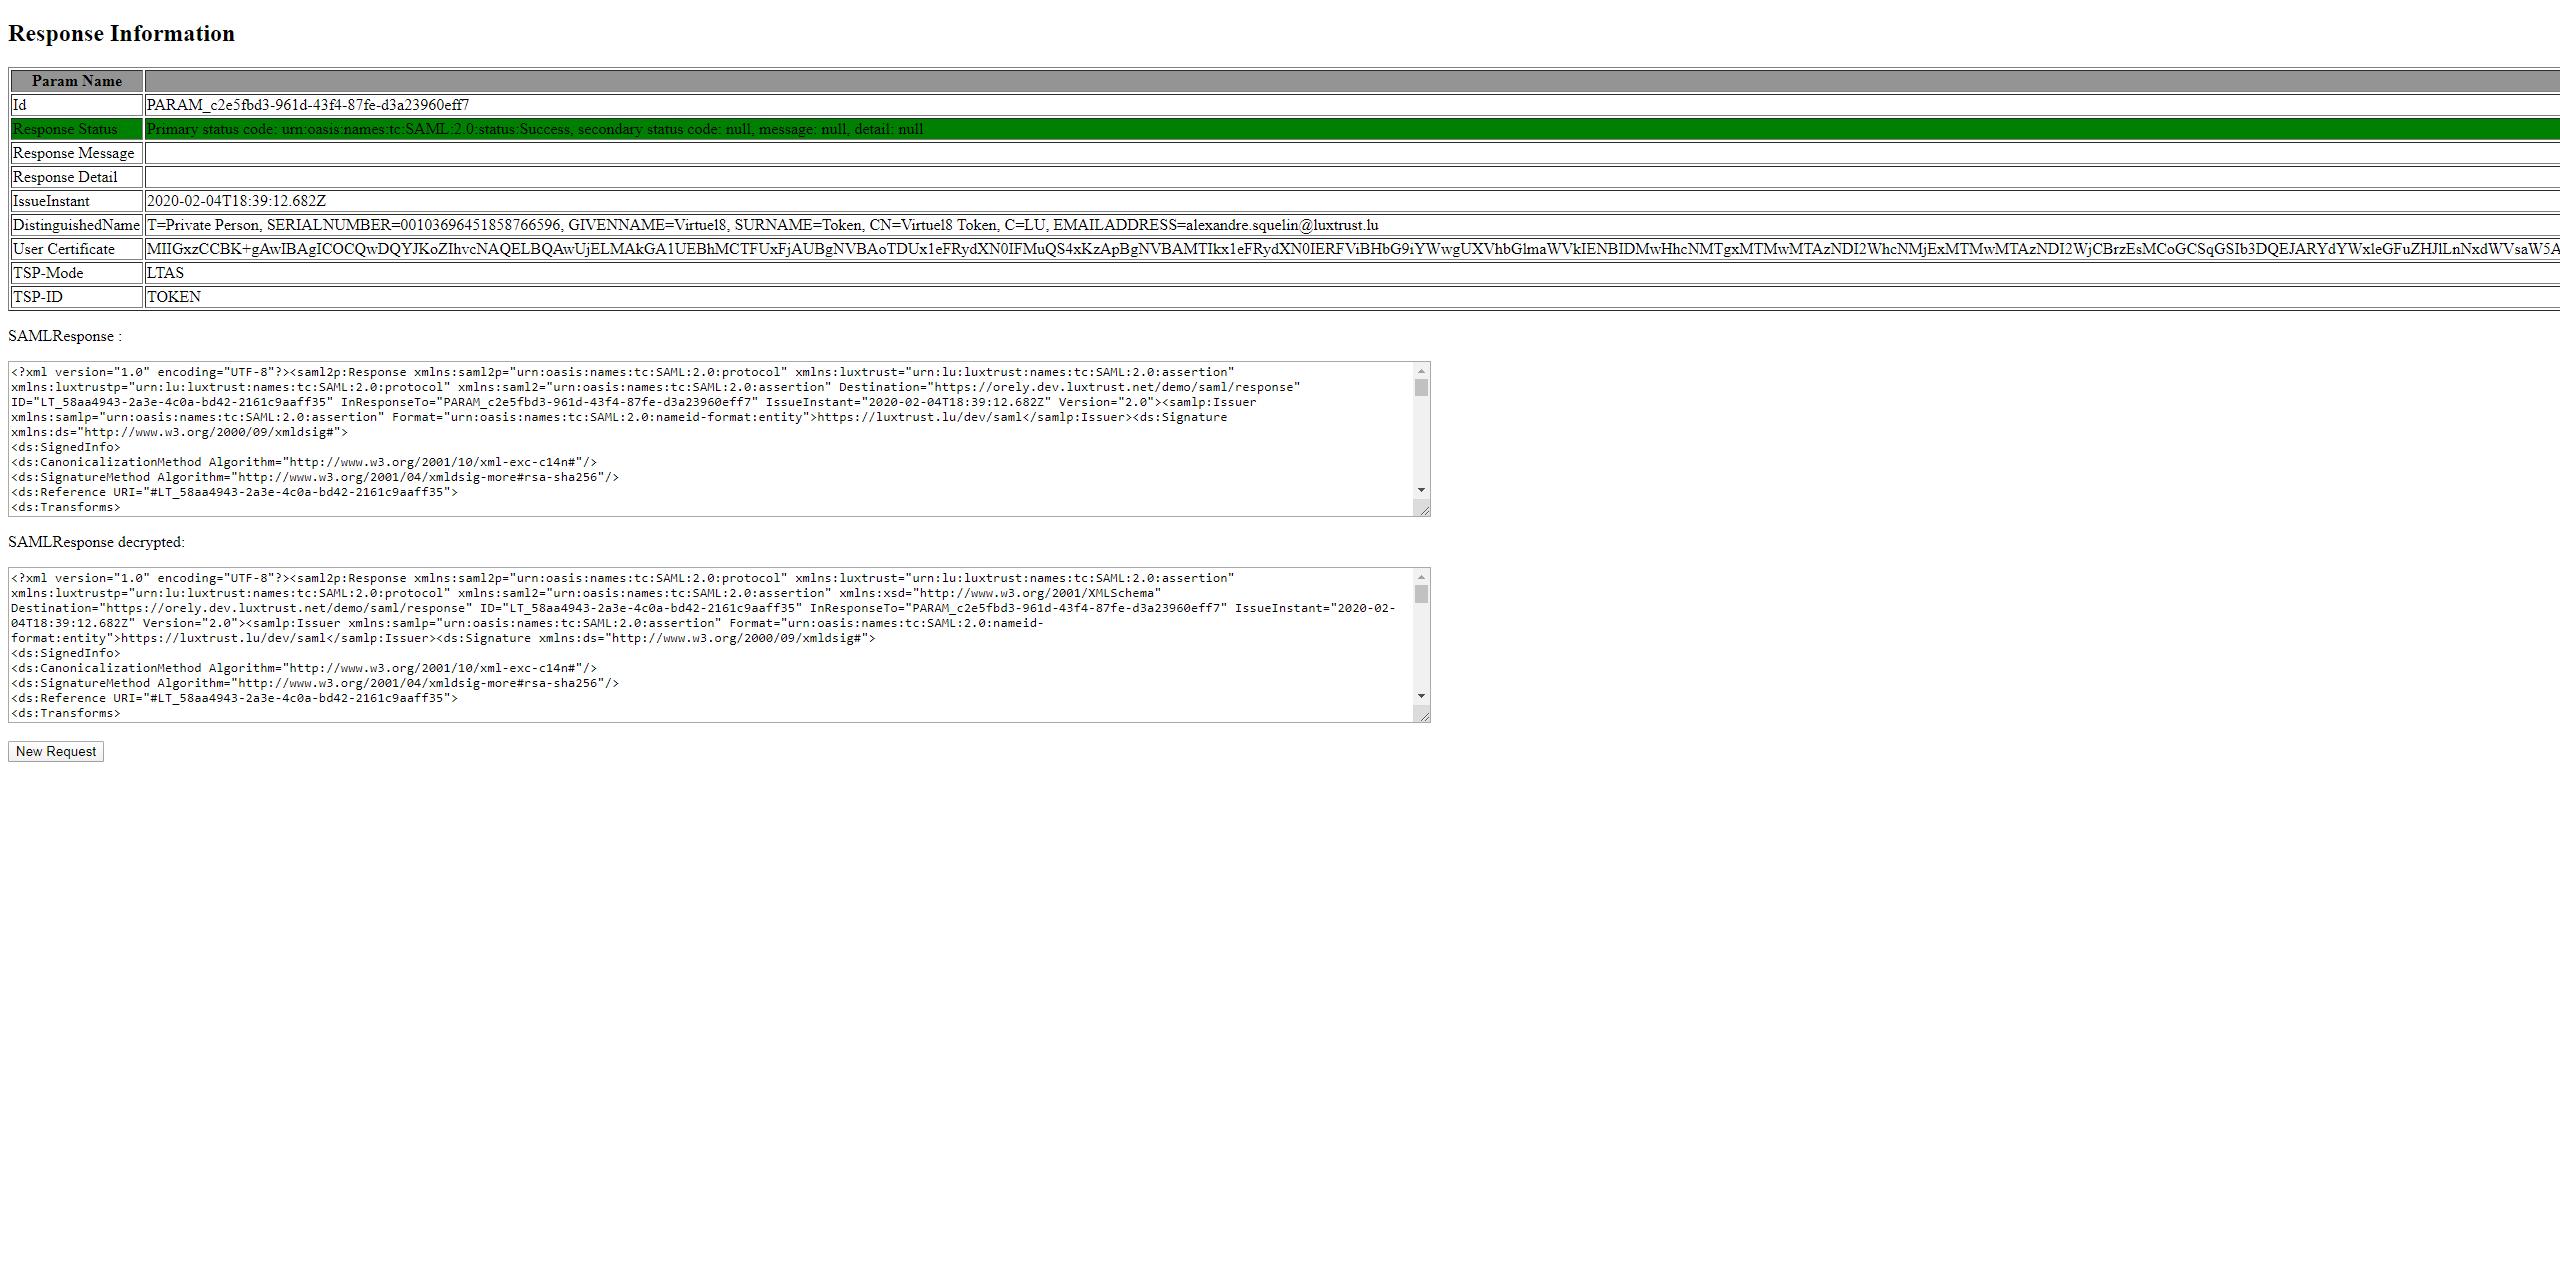 Response Information
Param Name
Id PARAM_c2e5fbd3-961d-43f4-87fe-d3a23960eff7
Response Status Primary status code: urn:oasis:names:tc:SAML:2.0:status:Success, secondary status code: null, message: null, detail: null
Response Message
Response Detail
IssueInstant 2020-02-04T18:39:12.682Z
DistinguishedName T=Private Person, SERIALNUMBER=00103696451858766596, GIVENNAME=Virtuel8, SURNAME=Token, CN=Virtuel8 Token, C=LU, EMAILADDRESS=alexandre.squelin@luxtrust.lu
User Certificate
TSP-Mode LTAS
TSP-ID TOKEN
SAMLResponse :
<?xml version="1.0" encoding="UTF-8"?><saml2p:Response xmlns:saml2p="urn:oasis:names:tc:SAML:2.0:protocol" xmlns:luxtrust="urn:lu:luxtrust:names:tc:SAML:2.0:assertion"
xmlns:luxtrustp="urn:lu:luxtrust:names:tc:SAML:2.0:protocol" xmlns:saml2="urn:oasis:names:tc:SAML:2.0:assertion" Destination="https://orely.dev.luxtrust.net/demo/saml/response"
ID="LT_58aa4943-2a3e-4c0a-bd42-2161c9aaff35" InResponseTo="PARAM_c2e5fbd3-961d-43f4-87fe-d3a23960eff7" IssueInstant="2020-02-04T18:39:12.682Z" Version="2.0"><samlp:Issuer
xmlns:samlp="urn:oasis:names:tc:SAML:2.0:assertion" Format="urn:oasis:names:tc:SAML:2.0:nameid-format:entity">https://luxtrust.lu/dev/saml</samlp:Issuer><ds:Signature
xmlns:ds="http://www.w3.org/2000/09/xmldsig#">
<ds:SignedInfo>
<ds:CanonicalizationMethod Algorithm="http://www.w3.org/2001/10/xml-exc-c14n#"/>
<ds:SignatureMethod Algorithm="http://www.w3.org/2001/04/xmldsig-more#rsa-sha256"/>
<ds:Reference URI="#LT_58aa4943-2a3e-4c0a-bd42-2161c9aaff35">
<ds:Transforms>
SAMLResponse decrypted:
<?xml version="1.0" encoding="UTF-8"?><saml2p:Response xmlns:saml2p="urn:oasis:names:tc:SAML:2.0:protocol" xmlns:luxtrust="urn:lu:luxtrust:names:tc:SAML:2.0:assertion"
xmlns:luxtrustp="urn:lu:luxtrust:names:tc:SAML:2.0:protocol" xmlns:saml2="urn:oasis:names:tc:SAML:2.0:assertion" xmlns:xsd="http://www.w3.org/2001/XMLSchema"
Destination="https://orely.dev.luxtrust.net/demo/saml/response" ID="LT_58aa4943-2a3e-4c0a-bd42-2161c9aaff35" InResponseTo="PARAM_c2e5fbd3-961d-43f4-87fe-d3a23960eff7" IssueInstant="2020-02-
04T18:39:12.682Z" Version="2.0"><samlp:Issuer xmlns:samlp="urn:oasis:names:tc:SAML:2.0:assertion" Format="urn:oasis:names:tc:SAML:2.0:nameid-
format:entity">https://luxtrust.lu/dev/saml</samlp:Issuer><ds:Signature xmlns:ds="http://www.w3.org/2000/09/xmldsig#">
<ds:SignedInfo>
<ds:CanonicalizationMethod Algorithm="http://www.w3.org/2001/10/xml-exc-c14n#"/>
<ds:SignatureMethod Algorithm="http://www.w3.org/2001/04/xmldsig-more#rsa-sha256"/>
<ds:Reference URI="#LT_58aa4943-2a3e-4c0a-bd42-2161c9aaff35">
<ds:Transforms>
New Request